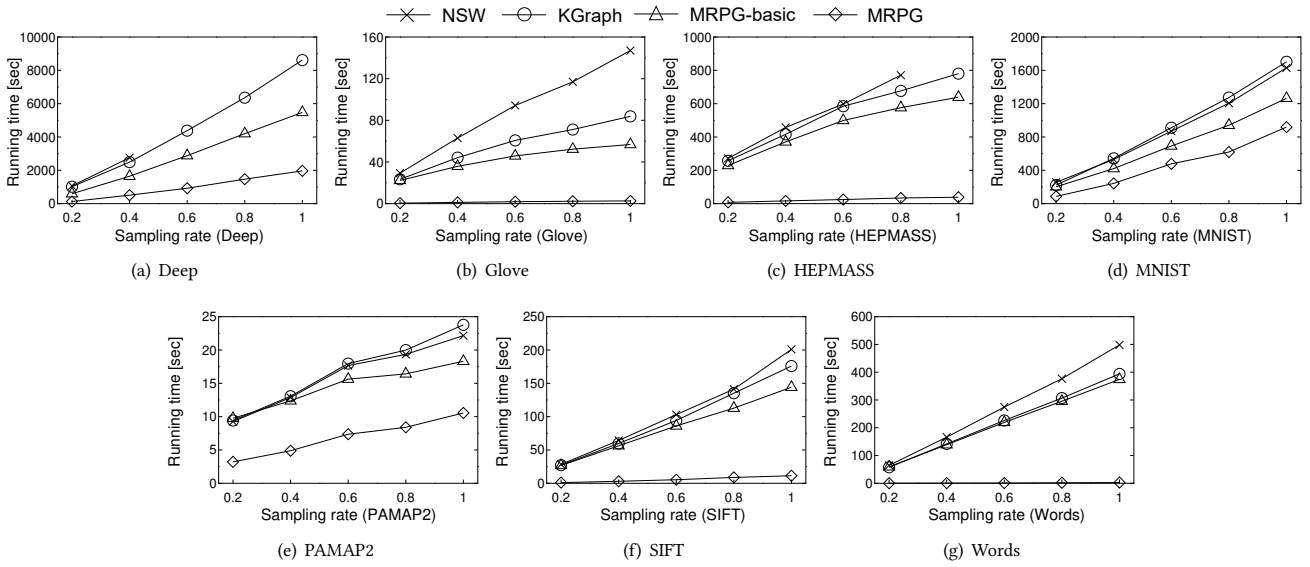 NSW KGraph MRPG-basic MRPG
10000
8000
6000
4000
2000
0
Running time [sec]
0.2 0.4 0.6 0.8 1
Sampling rate (Deep)
(a) Deep
160
120
80
40
0
Running time [sec]
0.2 0.4 0.6 0.8 1
Sampling rate (Glove)
(b) Glove
1000
800
600
400
200
0
Running time [sec]
0.2 0.4 0.6 0.8 1
Sampling rate (HEPMASS)
(c) HEPMASS
2000
1600
1200
800
400
0
Running time [sec]
0.2 0.4 0.6 0.8 1
Sampling rate (MNIST)
(d) MNIST
25
20
15
10
5
0
Running time [sec]
0.2 0.4 0.6 0.8 1
Sampling rate (PAMAP2)
(e) PAMAP2
250
200
150
100
50
0
Running time [sec]
0.2 0.4 0.6 0.8 1
Sampling rate (SIFT)
(f) SIFT
600
500
400
300
200
100
0
Running time [sec]
0.2 0.4 0.6 0.8 1
Sampling rate (Words)
(g) Words